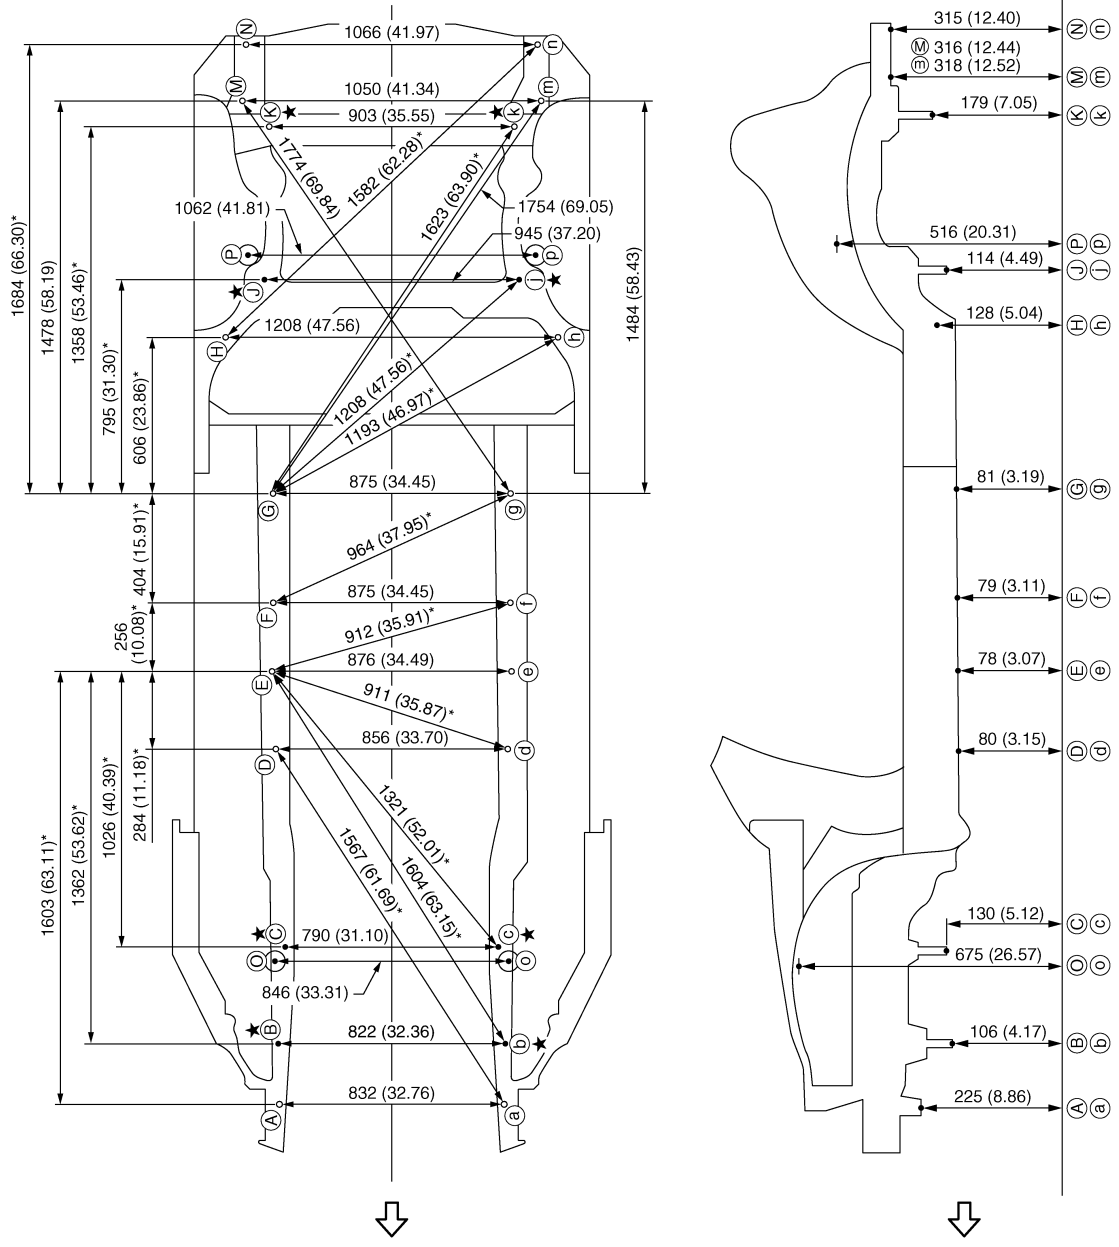 N
1066 (41.97)
n
M
1050 (41.34)
m
K
903 (35.55)
k
1774 (69.84)
1582 (62.28)*
1623 (63.90)*
1062 (41.81)
1754 (69.05)
945 (37.20)
P
p
J
j
1684 (66.30)*
1478 (58.19)
1358 (53.46)*
795 (31.30)*
606 (23.86)*
1484 (58.43)
H
1208 (47.56)
h
1208 (47.56)*
1193 (46.97)*
G
875 (34.45)
g
404 (15.91)*
964 (37.95)*
F
875 (34.45)
f
256
(10.08)*
912 (35.91)*
E
876 (34.49)
e
911 (35.87)*
D
856 (33.70)
d
284 (11.18)*
1026 (40.39)*
1362 (53.62)*
1603 (63.11)*
1321 (52.01)*
1567 (61.69)*
1604 (63.15)*
C
790 (31.10)
c
O
o
846 (33.31)
B
822 (32.36)
b
A
832 (32.76)
a
315 (12.40) N n
M 316 (12.44)
m 318 (12.52) M m
179 (7.05) K k
516 (20.31) P p
114 (4.49) J j
128 (5.04) H h
81 (3.19) G g
79 (3.11) F f
78 (3.07) E e
80 (3.15) D d
130 (5.12) C c
675 (26.57) O o
106 (4.17) B b
225 (8.86) A a